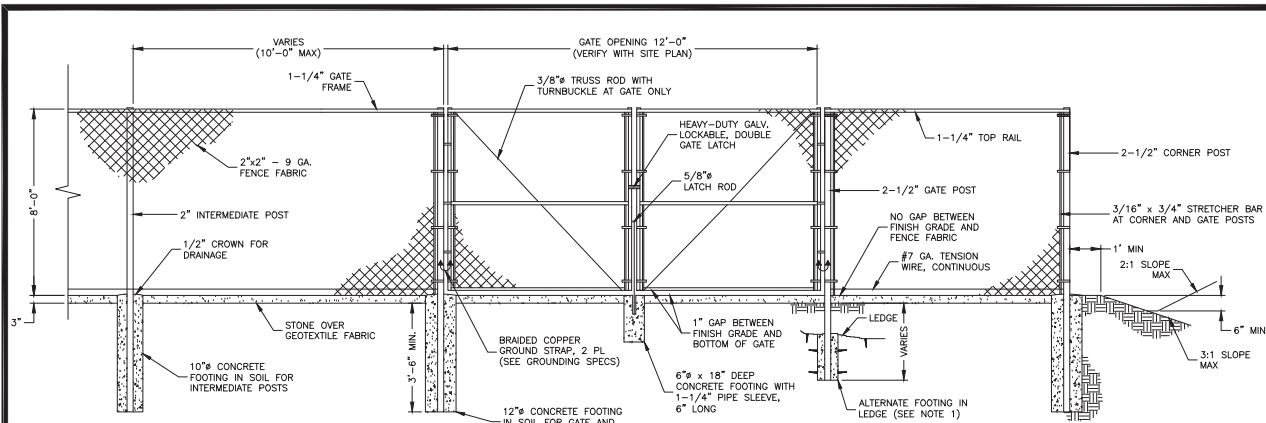 VARIES
(10'-0" MAX)
GATE OPENING 12'-0"
(VERIFY WITH SITE PLAN)
1-1/4" GATE
FRAME
3/8"ø TRUSS ROD WITH
TURNBUCKLE AT GATE ONLY
HEAVY-DUTY GALV.
LOCKABLE, DOUBLE
GATE LATCH
1-1/4" TOP RAIL
2-1/2" CORNER POST
2"x2" - 9 GA.
FENCE FABRIC
5/8"ø
LATCH ROD
2-1/2" GATE POST
8'-0"
2" INTERMEDIATE POST
NO GAP BETWEEN
FINISH GRADE AND
FENCE FABRIC
3/16" x 3/4" STRETCHER BAR
AT CORNER AND GATE POSTS
1/2" CROWN FOR
DRAINAGE
#7 GA. TENSION
WIRE, CONTINUOUS
1' MIN
2:1 SLOPE
MAX
3"
STONE OVER
GEOTEXTILE FABRIC
BRAIDED COPPER
GROUND STRAP, 2 PL
(SEE GROUNDING SPECS)
1" GAP BETWEEN
FINISH GRADE AND
BOTTOM OF GATE
LEDGE
VARIES
6" MIN
3:1 SLOPE
MAX
10"ø CONCRETE
FOOTING IN SOIL FOR
INTERMEDIATE POSTS
3'-6" MIN.
6"ø x 18" DEEP
CONCRETE FOOTING WITH
1-1/4" PIPE SLEEVE,
6" LONG
ALTERNATE FOOTING IN
LEDGE (SEE NOTE 1)
12"ø CONCRETE FOOTING
IN SOIL FOR GATE AND